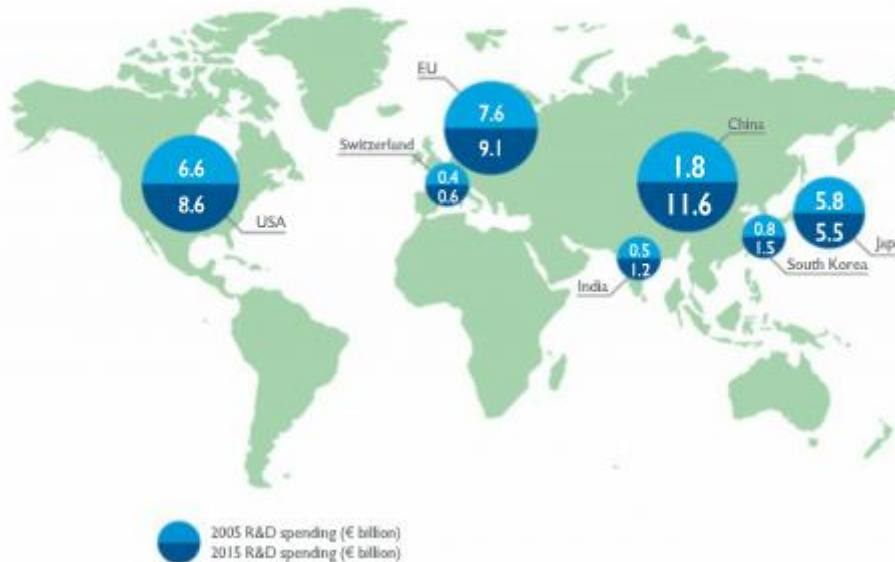 EU
7.6
9.1
Switzerland
0.4
0.6
6.6
8.6
USA
China
1.8
11.6
5.8
5.5
Jap
0.8
1.5
South Korea
0.5
1.2
India
2005 R&D spending (€ billion)
2015 R&D spending (€ billion)